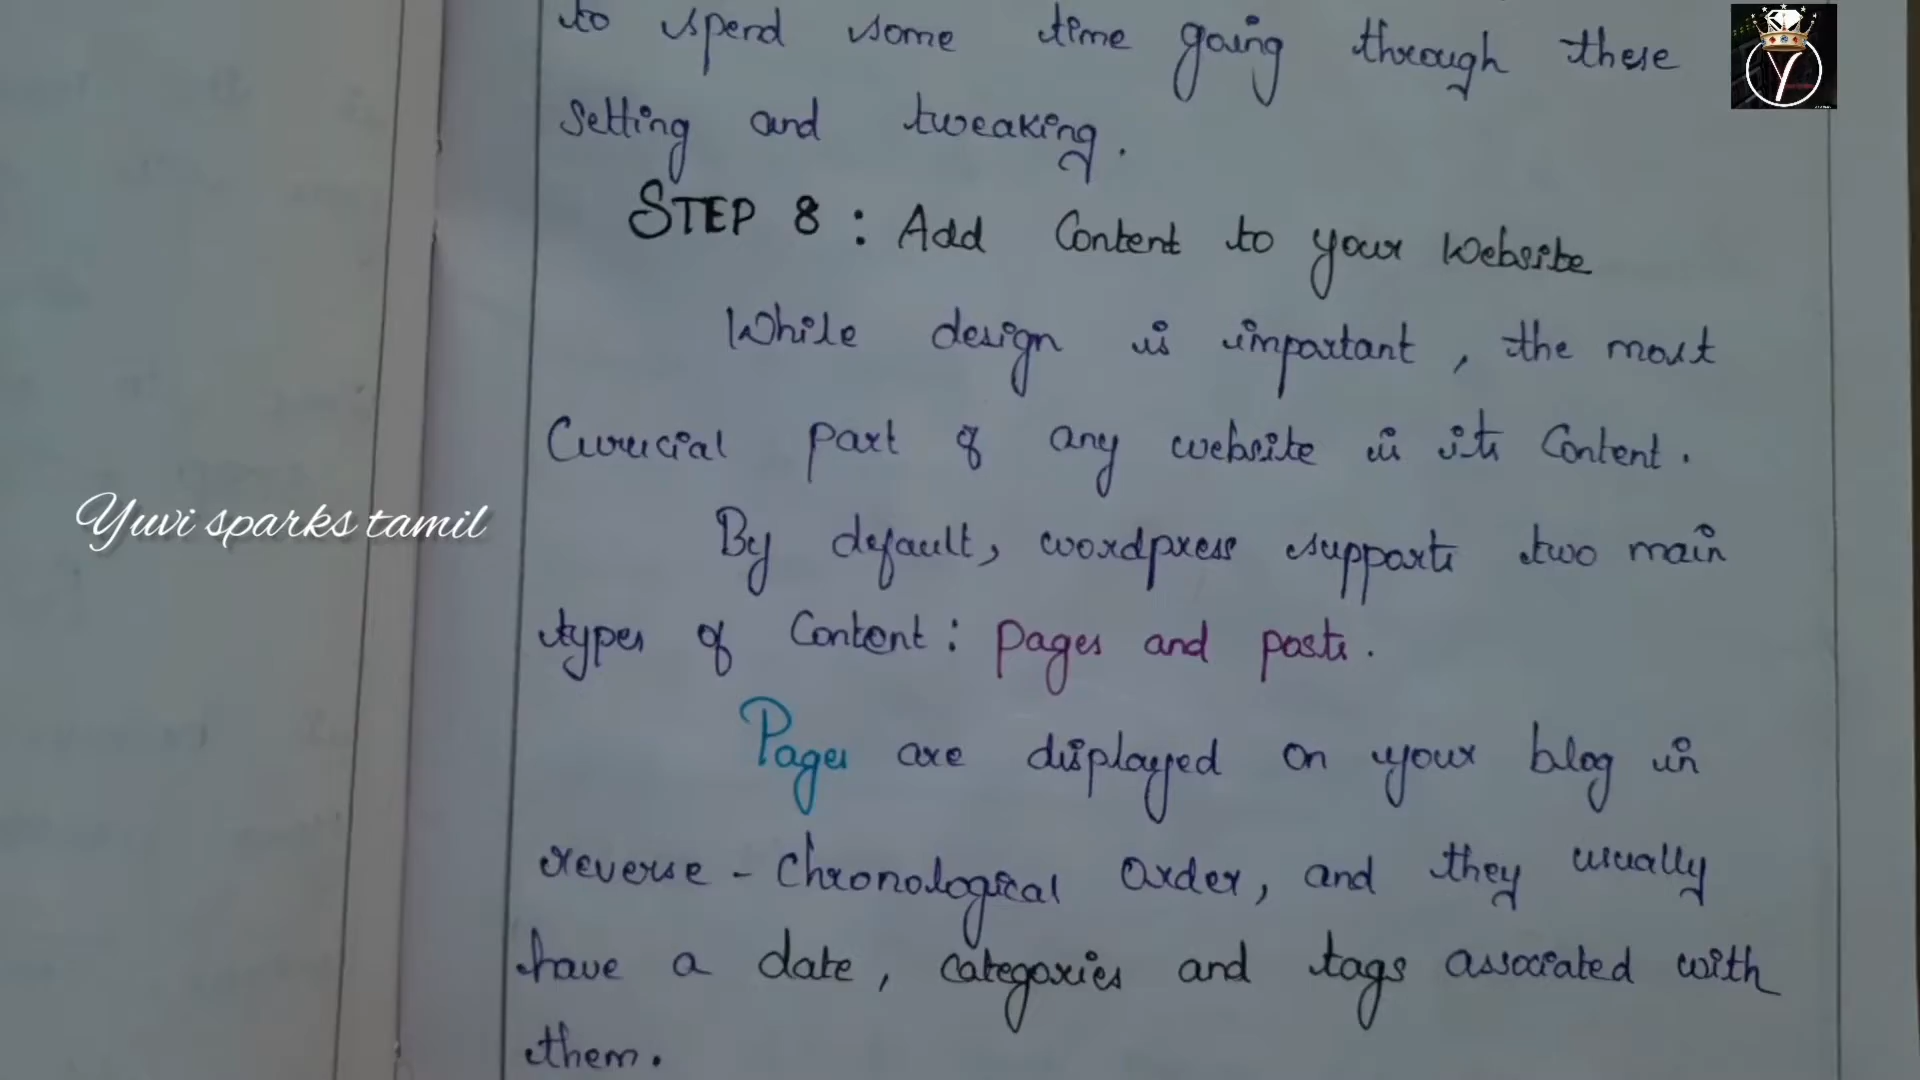 to spend some time going through these
Setting and tweaking.
STEP 8 : Add Content to your Website
While design is important, the most
Crucial part of any website is its Content.
Yuvi sparks tamil
By default, wordpress supports two main
types of Content: Pages and posts.
Pages are displayed on your blog in
reverse - Chronological Order, and they usually
have a date, categories and tags associated with
them.